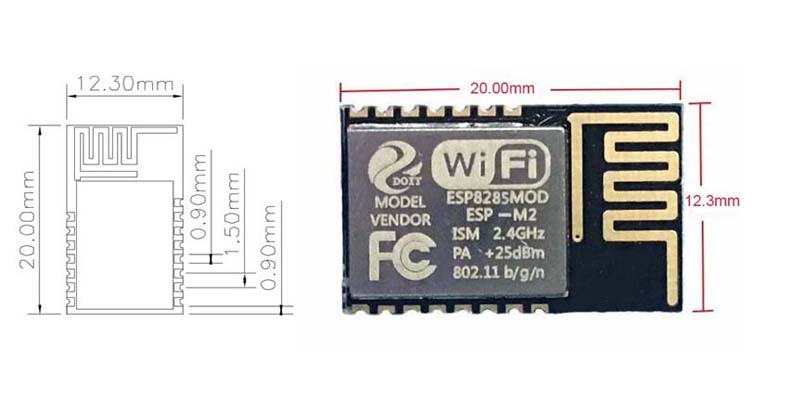 12.30mm
20.00mm
0.90mm
1.50mm
0.90mm
20.00mm
12.3mm
DOIT
WiFi
MODEL
VENDOR
ESP8285MOD
ESP-M2
ISM 2.4GHz
PA +25dBm
802.11 b/g/n
FC